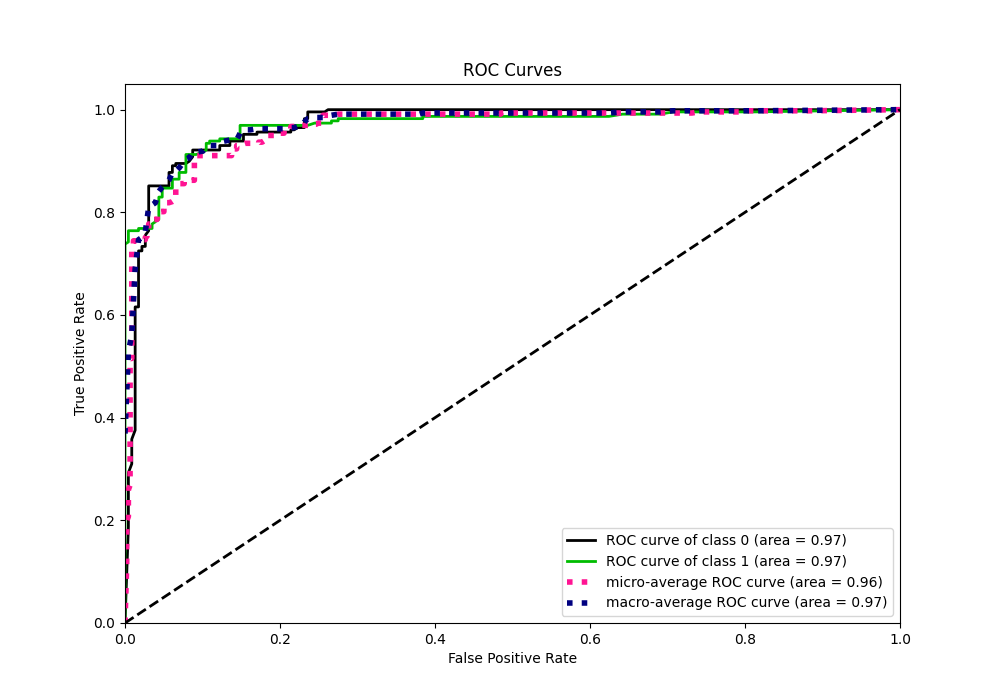 ROC Curves
1.0
0.8
0.6
0.4
0.2
0.0
True Positive Rate
ROC curve of class 0 (area = 0.97)
ROC curve of class 1 (area = 0.97)
micro-average ROC curve (area = 0.96)
macro-average ROC curve (area = 0.97)
0.0 0.2 0.4 0.6 0.8 1.0
False Positive Rate